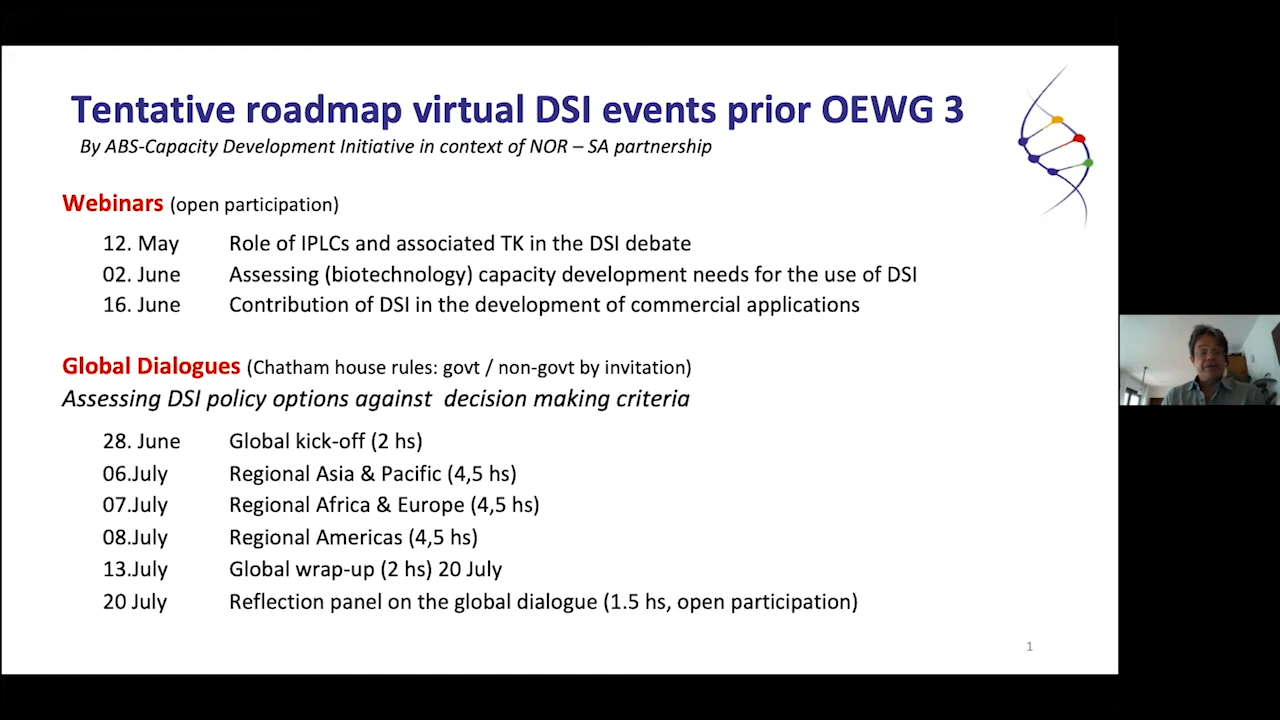 Tentative roadmap virtual DSI events prior OEWG 3
By ABS-Capacity Development Initiative in context of NOR – SA partnership
Webinars (open participation)
12. May Role of IPLCs and associated TK in the DSI debate
02. June Assessing (biotechnology) capacity development needs for the use of DSI
16. June Contribution of DSI in the development of commercial applications
Global Dialogues (Chatham house rules: govt / non-govt by invitation)
Assessing DSI policy options against decision making criteria
28. June Global kick-off (2 hs)
06.July Regional Asia & Pacific (4,5 hs)
07.July Regional Africa & Europe (4,5 hs)
08.July Regional Americas (4,5 hs)
13.July Global wrap-up (2 hs) 20 July
20 July Reflection panel on the global dialogue (1.5 hs, open participation)
1